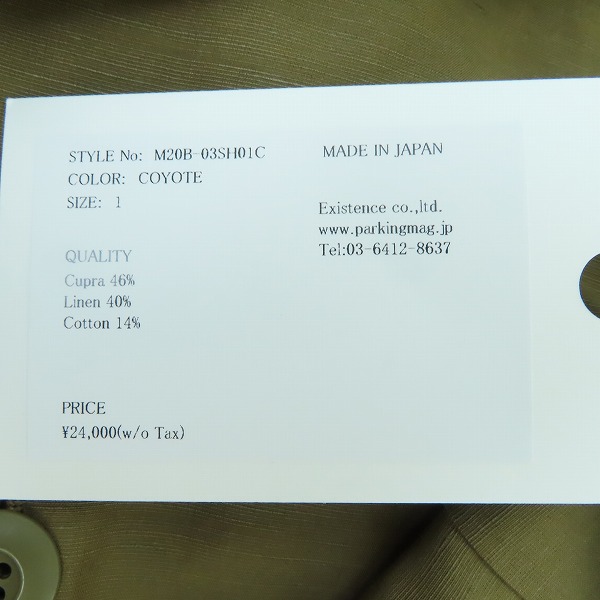 STYLE No: M20B-03SH01C
COLOR: COYOTE
SIZE: 1
QUALITY
Cupra 46%
Linen 40%
Cotton 14%
PRICE
¥24,000(w/o Tax)
MADE IN JAPAN
Existence co.,ltd.
www.parkingmag.jp
Tel:03-6412-8637